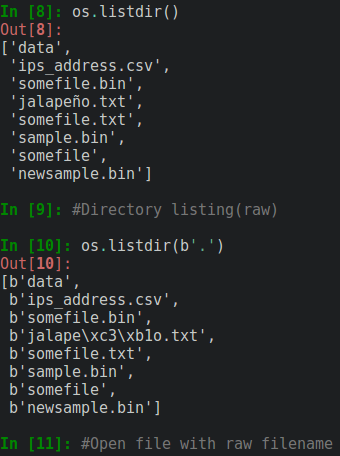 In [8]: os.listdir()
Out[8]:
['data',
 'ips_address.csv',
 'somefile.bin',
 'jalapeño.txt',
 'somefile.txt',
 'sample.bin',
 'somefile',
 'newsample.bin']
In [9]: #Directory listing(raw)
In [10]: os.listdir(b'.')
Out[10]:
[b'data',
 b'ips_address.csv',
 b'somefile.bin',
 b'jalape\xc3\xb1o.txt',
 b'somefile.txt',
 b'sample.bin',
 b'somefile',
 b'newsample.bin']
In [11]: #Open file with raw filename